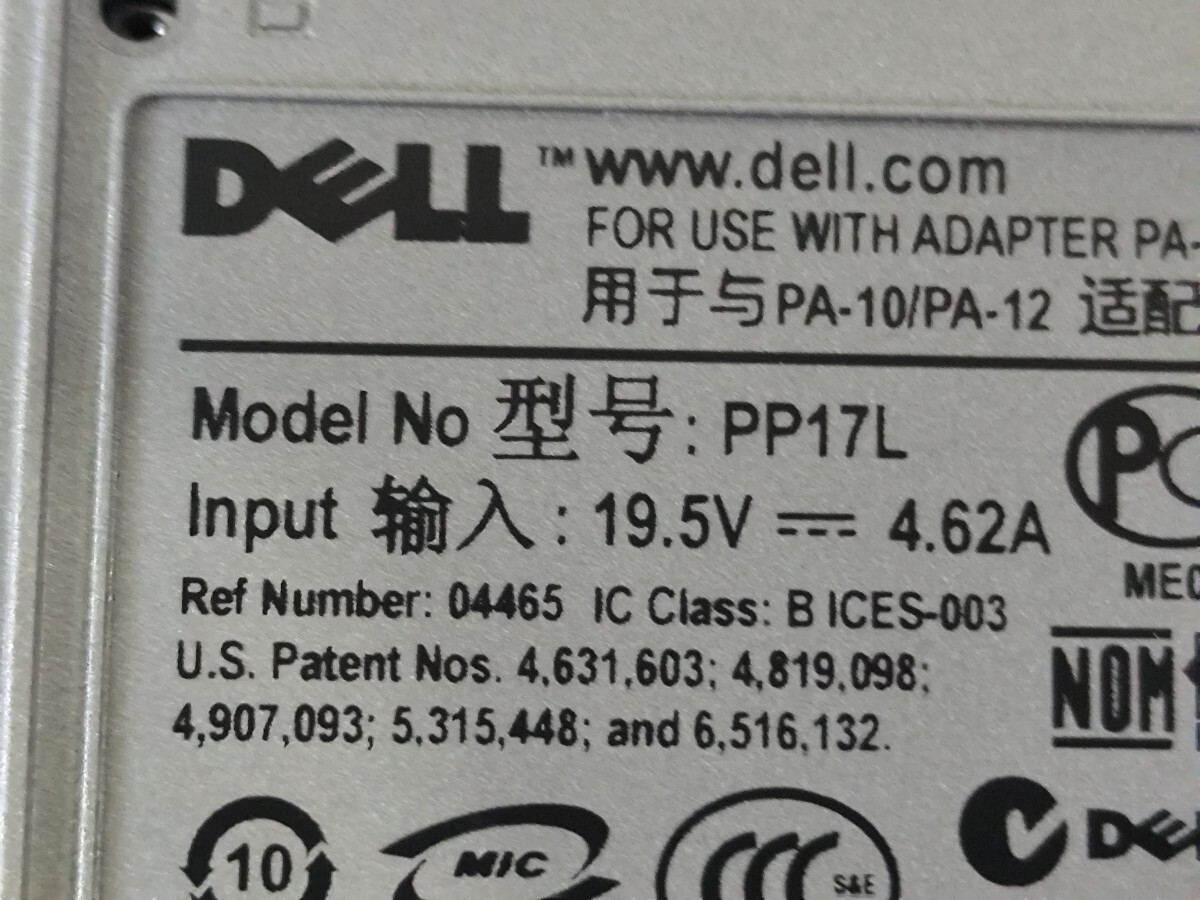 DELL™ www.dell.com
FOR USE WITH ADAPTER PA-
用于与PA-10/PA-12 适配
Model No 型号: PP17L
Input 输入: 19.5V ⎓ 4.62A
Ref Number: 04465 IC Class: B ICES-003
U.S. Patent Nos. 4,631,603; 4,819,098;
4,907,093; 5,315,448; and 6,516,132.
NOM
10
MIC
CCC S&E